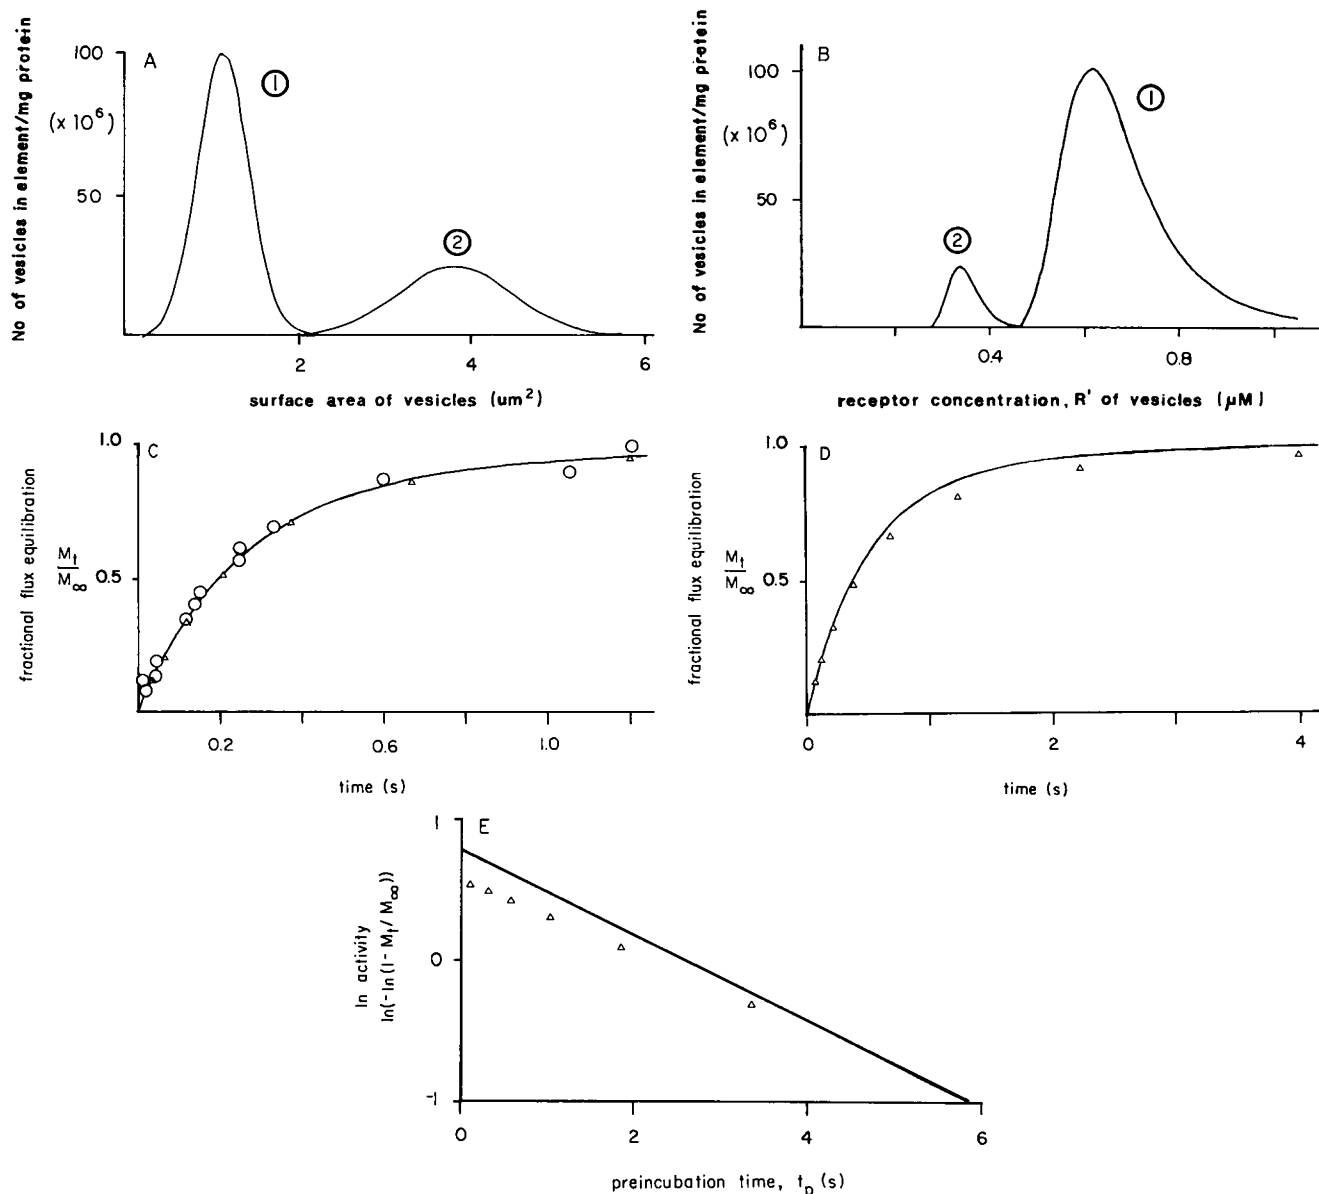 A
No of vesicles in element/mg protein
(x 10⁶)
100
50
1
2
2
4
6
surface area of vesicles (um²)
B
No of vesicles in element/mg protein
(x 10⁶)
100
50
2
1
0.4
0.8
receptor concentration, R' of vesicles (µM)
C
fractional flux equilibration
Mt
M∞
1.0
0.5
0.2
0.6
1.0
time (s)
D
fractional flux equilibration
Mt
M∞
1.0
0.5
0
2
4
time (s)
E
ln activity
ln(-ln(1-Mt/M∞))
1
0
-1
0
2
4
6
preincubation time, tp (s)